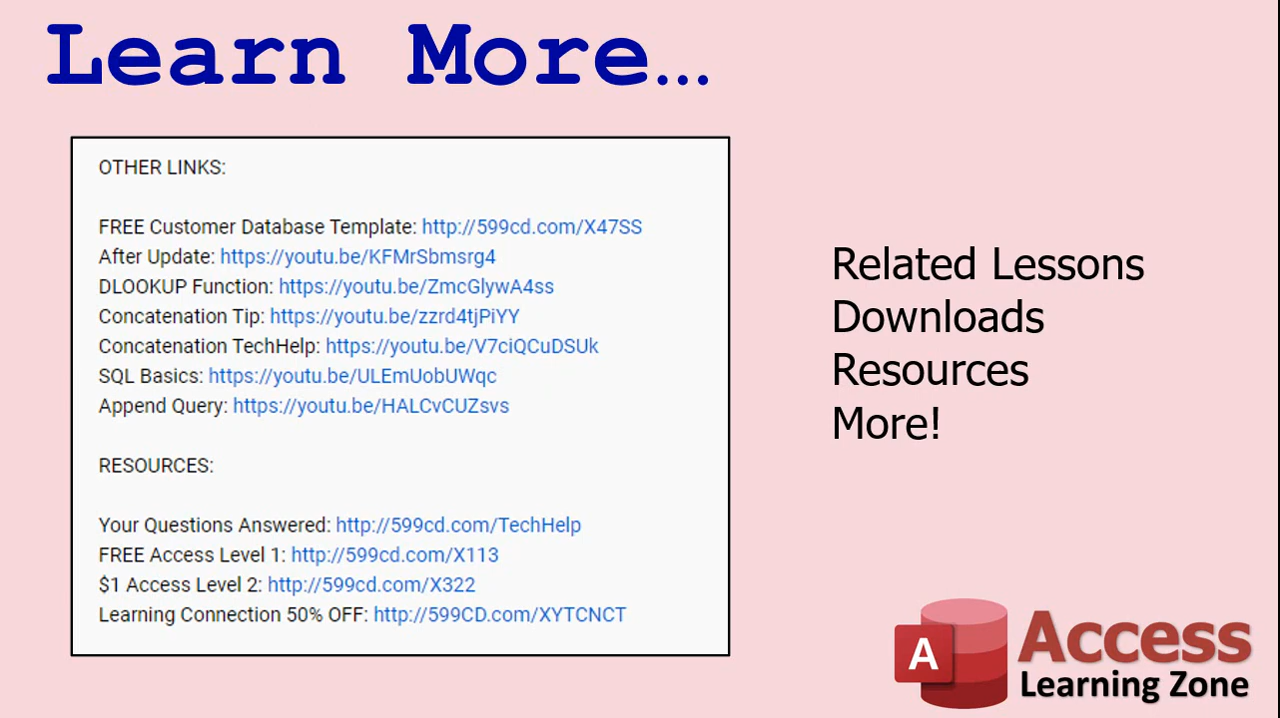 Learn More...
OTHER LINKS:
FREE Customer Database Template: http://599cd.com/X47SS
After Update: https://youtu.be/KFMrSbmsrg4
DLOOKUP Function: https://youtu.be/ZmcGlywA4ss
Concatenation Tip: https://youtu.be/zzrd4tjPiYY
Concatenation TechHelp: https://youtu.be/V7ciQCuDSUk
SQL Basics: https://youtu.be/ULEmUobUWqc
Append Query: https://youtu.be/HALCvCUZsvs
RESOURCES:
Your Questions Answered: http://599cd.com/TechHelp
FREE Access Level 1: http://599cd.com/X113
$1 Access Level 2: http://599cd.com/X322
Learning Connection 50% OFF: http://599CD.com/XYTCNCT
Related Lessons
Downloads
Resources
More!
A
Access
Learning Zone